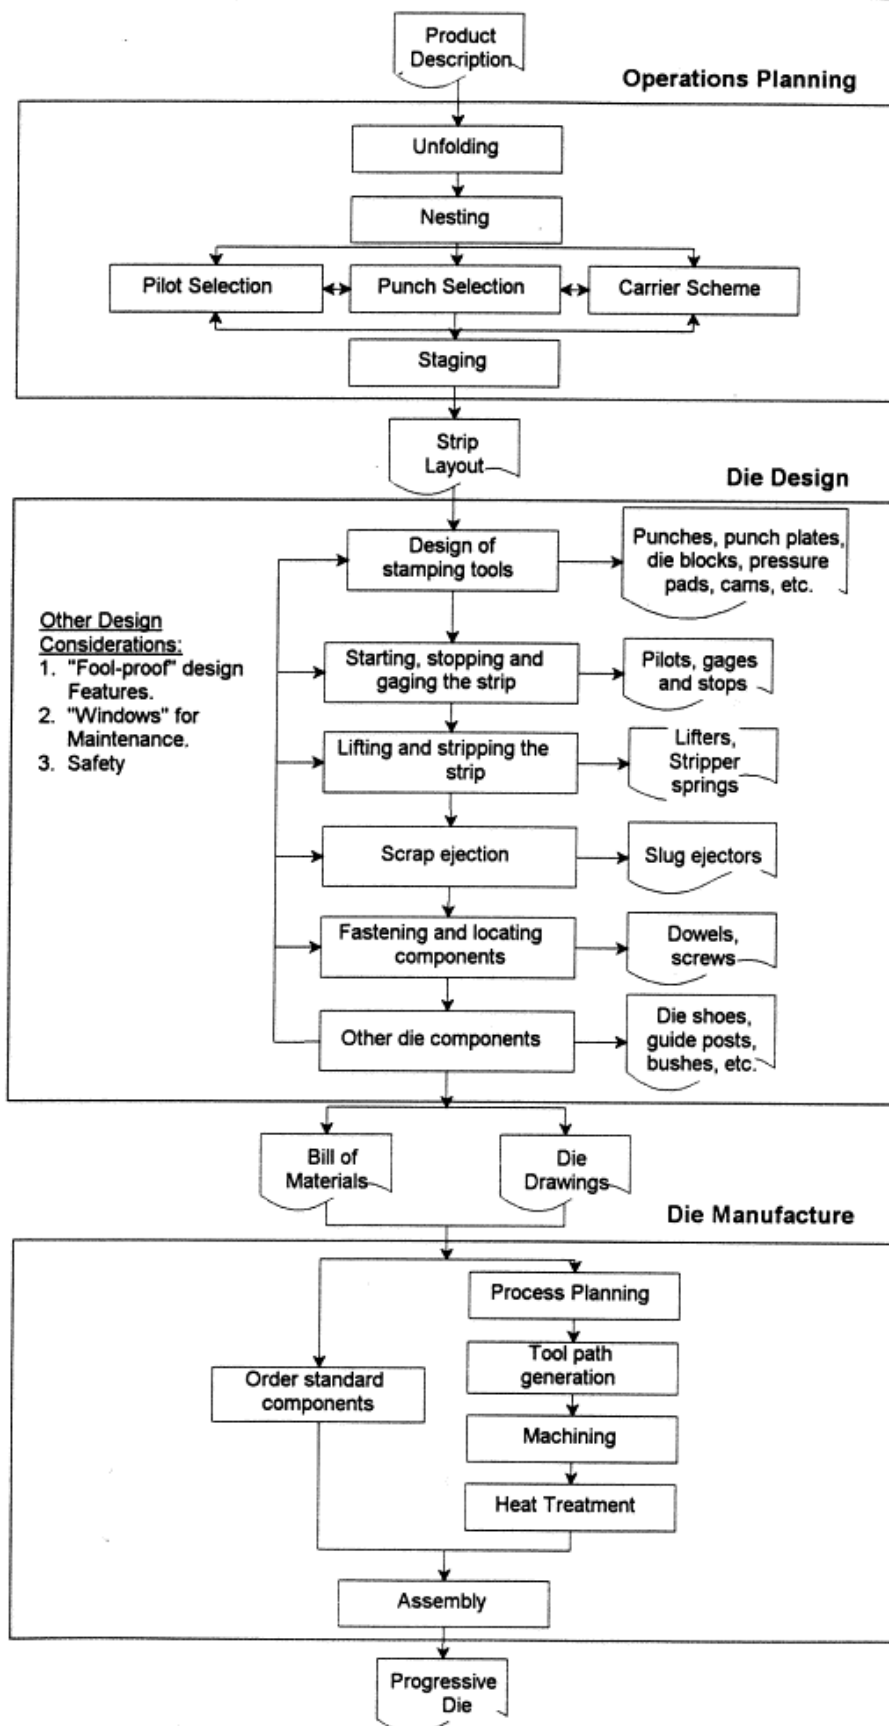 Product
Description
Operations Planning
Unfolding
Nesting
Pilot Selection
Punch Selection
Carrier Scheme
Staging
Strip
Layout
Die Design
Design of
stamping tools
Punches, punch plates,
die blocks, pressure
pads, cams, etc.
Other Design
Considerations:
1. "Fool-proof" design
Features.
2. "Windows" for
Maintenance.
3. Safety
Starting, stopping and
gaging the strip
Pilots, gages
and stops
Lifting and stripping the
strip
Lifters,
Stripper
springs
Scrap ejection
Slug ejectors
Fastening and locating
components
Dowels,
screws
Other die components
Die shoes,
guide posts,
bushes, etc.
Bill of
Materials
Die
Drawings
Die Manufacture
Process Planning
Tool path
generation
Order standard
components
Machining
Heat Treatment
Assembly
Progressive
Die